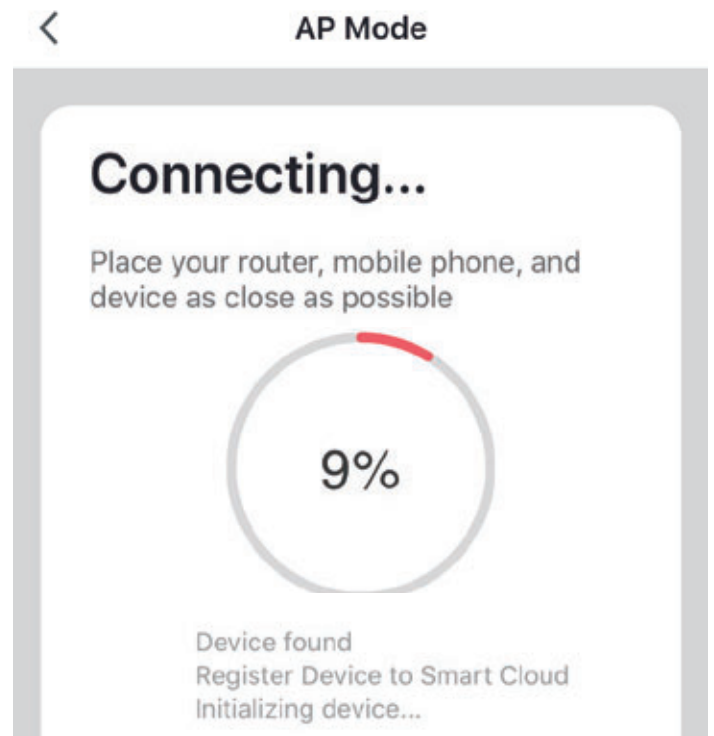 AP Mode
Connecting...
Place your router, mobile phone, and
device as close as possible
9%
Device found
Register Device to Smart Cloud
Initializing device...